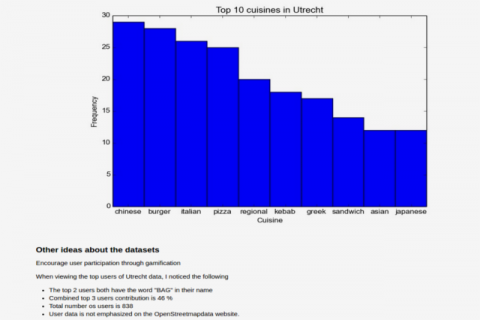 Top 10 cuisines in Utrecht
30
25
20
15
10
5
0
Frequency
chinese burger italian pizza regional kebab greek sandwich asian japanese
Cuisine
Other ideas about the datasets
Encourage user participation through gamification
When viewing the top users of Utrecht data, I noticed the following
• The top 2 users both have the word "BAG" in their name
• Combined top 3 users contribution is 46 %
• Total number os users is 838
• User data is not emphasized on the OpenStreetmapdata website.